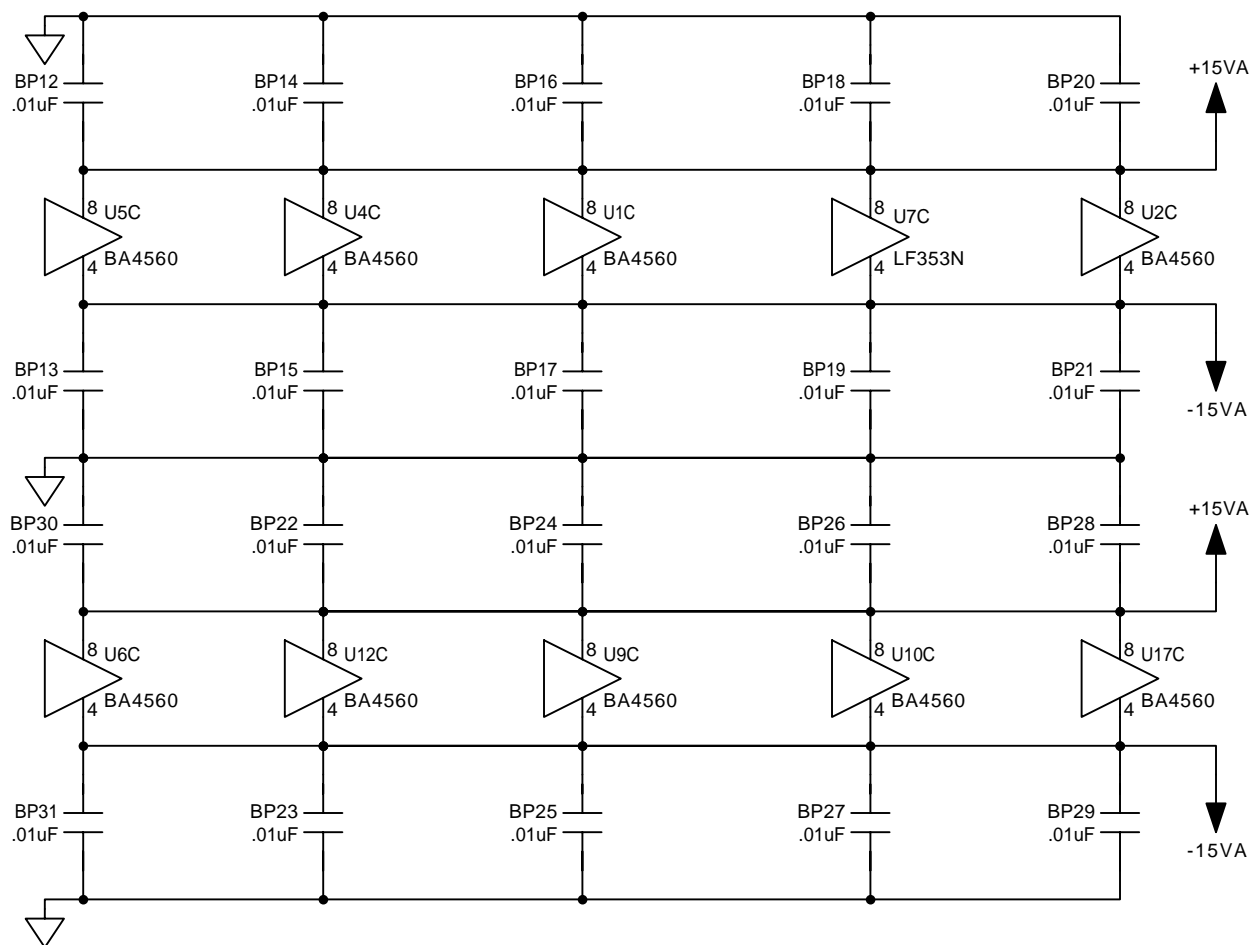 BP12
.01uF
BP14
.01uF
BP16
.01uF
BP18
.01uF
BP20
.01uF
+15VA
8
U5C
4
BA4560
8
U4C
4
BA4560
8
U1C
4
BA4560
8
U7C
4
LF353N
8
U2C
4
BA4560
BP13
.01uF
BP15
.01uF
BP17
.01uF
BP19
.01uF
BP21
.01uF
-15VA
BP30
.01uF
BP22
.01uF
BP24
.01uF
BP26
.01uF
BP28
.01uF
+15VA
8
U6C
4
BA4560
8
U12C
4
BA4560
8
U9C
4
BA4560
8
U10C
4
BA4560
8
U17C
4
BA4560
BP31
.01uF
BP23
.01uF
BP25
.01uF
BP27
.01uF
BP29
.01uF
-15VA